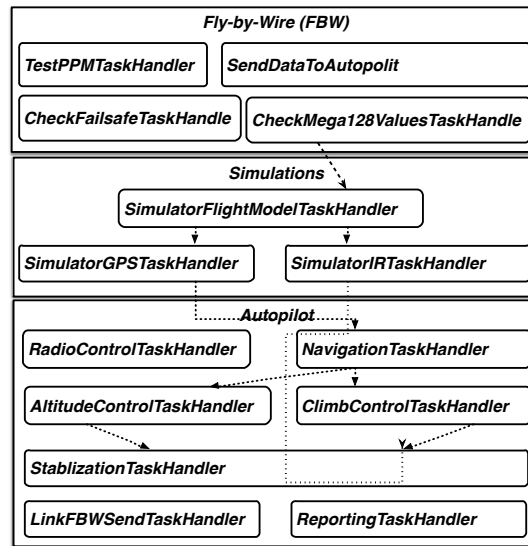 Fly-by-Wire (FBW)
TestPPMTaskHandler
SendDataToAutopolit
CheckFailsafeTaskHandle
CheckMega128ValuesTaskHandle
Simulations
SimulatorFlightModelTaskHandler
SimulatorGPSTaskHandler
SimulatorIRTaskHandler
Autopilot
RadioControlTaskHandler
NavigationTaskHandler
AltitudeControlTaskHandler
ClimbControlTaskHandler
StablizationTaskHandler
LinkFBWSendTaskHandler
ReportingTaskHandler